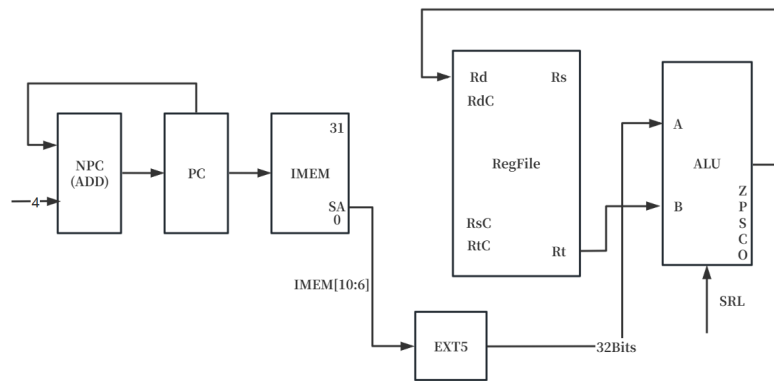 Rd
Rs
RdC
31
A
NPC
(ADD)
PC
IMEM
RegFile
ALU
4
SA
0
B
Z
P
S
C
O
RsC
RtC
Rt
IMEM[10:6]
SRL
EXT5
32Bits